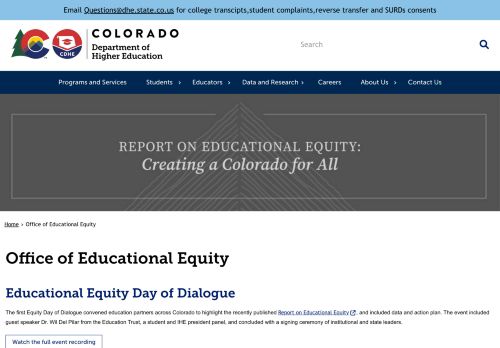 Email Questions@dhe.state.co.us for college transcipts,student complaints,reverse transfer and SURDs consents
CDHE
COLORADO
Department of
Higher Education
Search
Programs and Services Students Educators Data and Research Careers About Us Contact Us
REPORT ON EDUCATIONAL EQUITY:
Creating a Colorado for All
Home › Office of Educational Equity
Office of Educational Equity
Educational Equity Day of Dialogue
The first Equity Day of Dialogue convened education partners across Colorado to highlight the recently published Report on Educational Equity, and included data and action plan. The event included
guest speaker Dr. Wil Del Pilar from the Education Trust, a student and IHE president panel, and concluded with a signing ceremony of institutional and state leaders.
Watch the full event recording